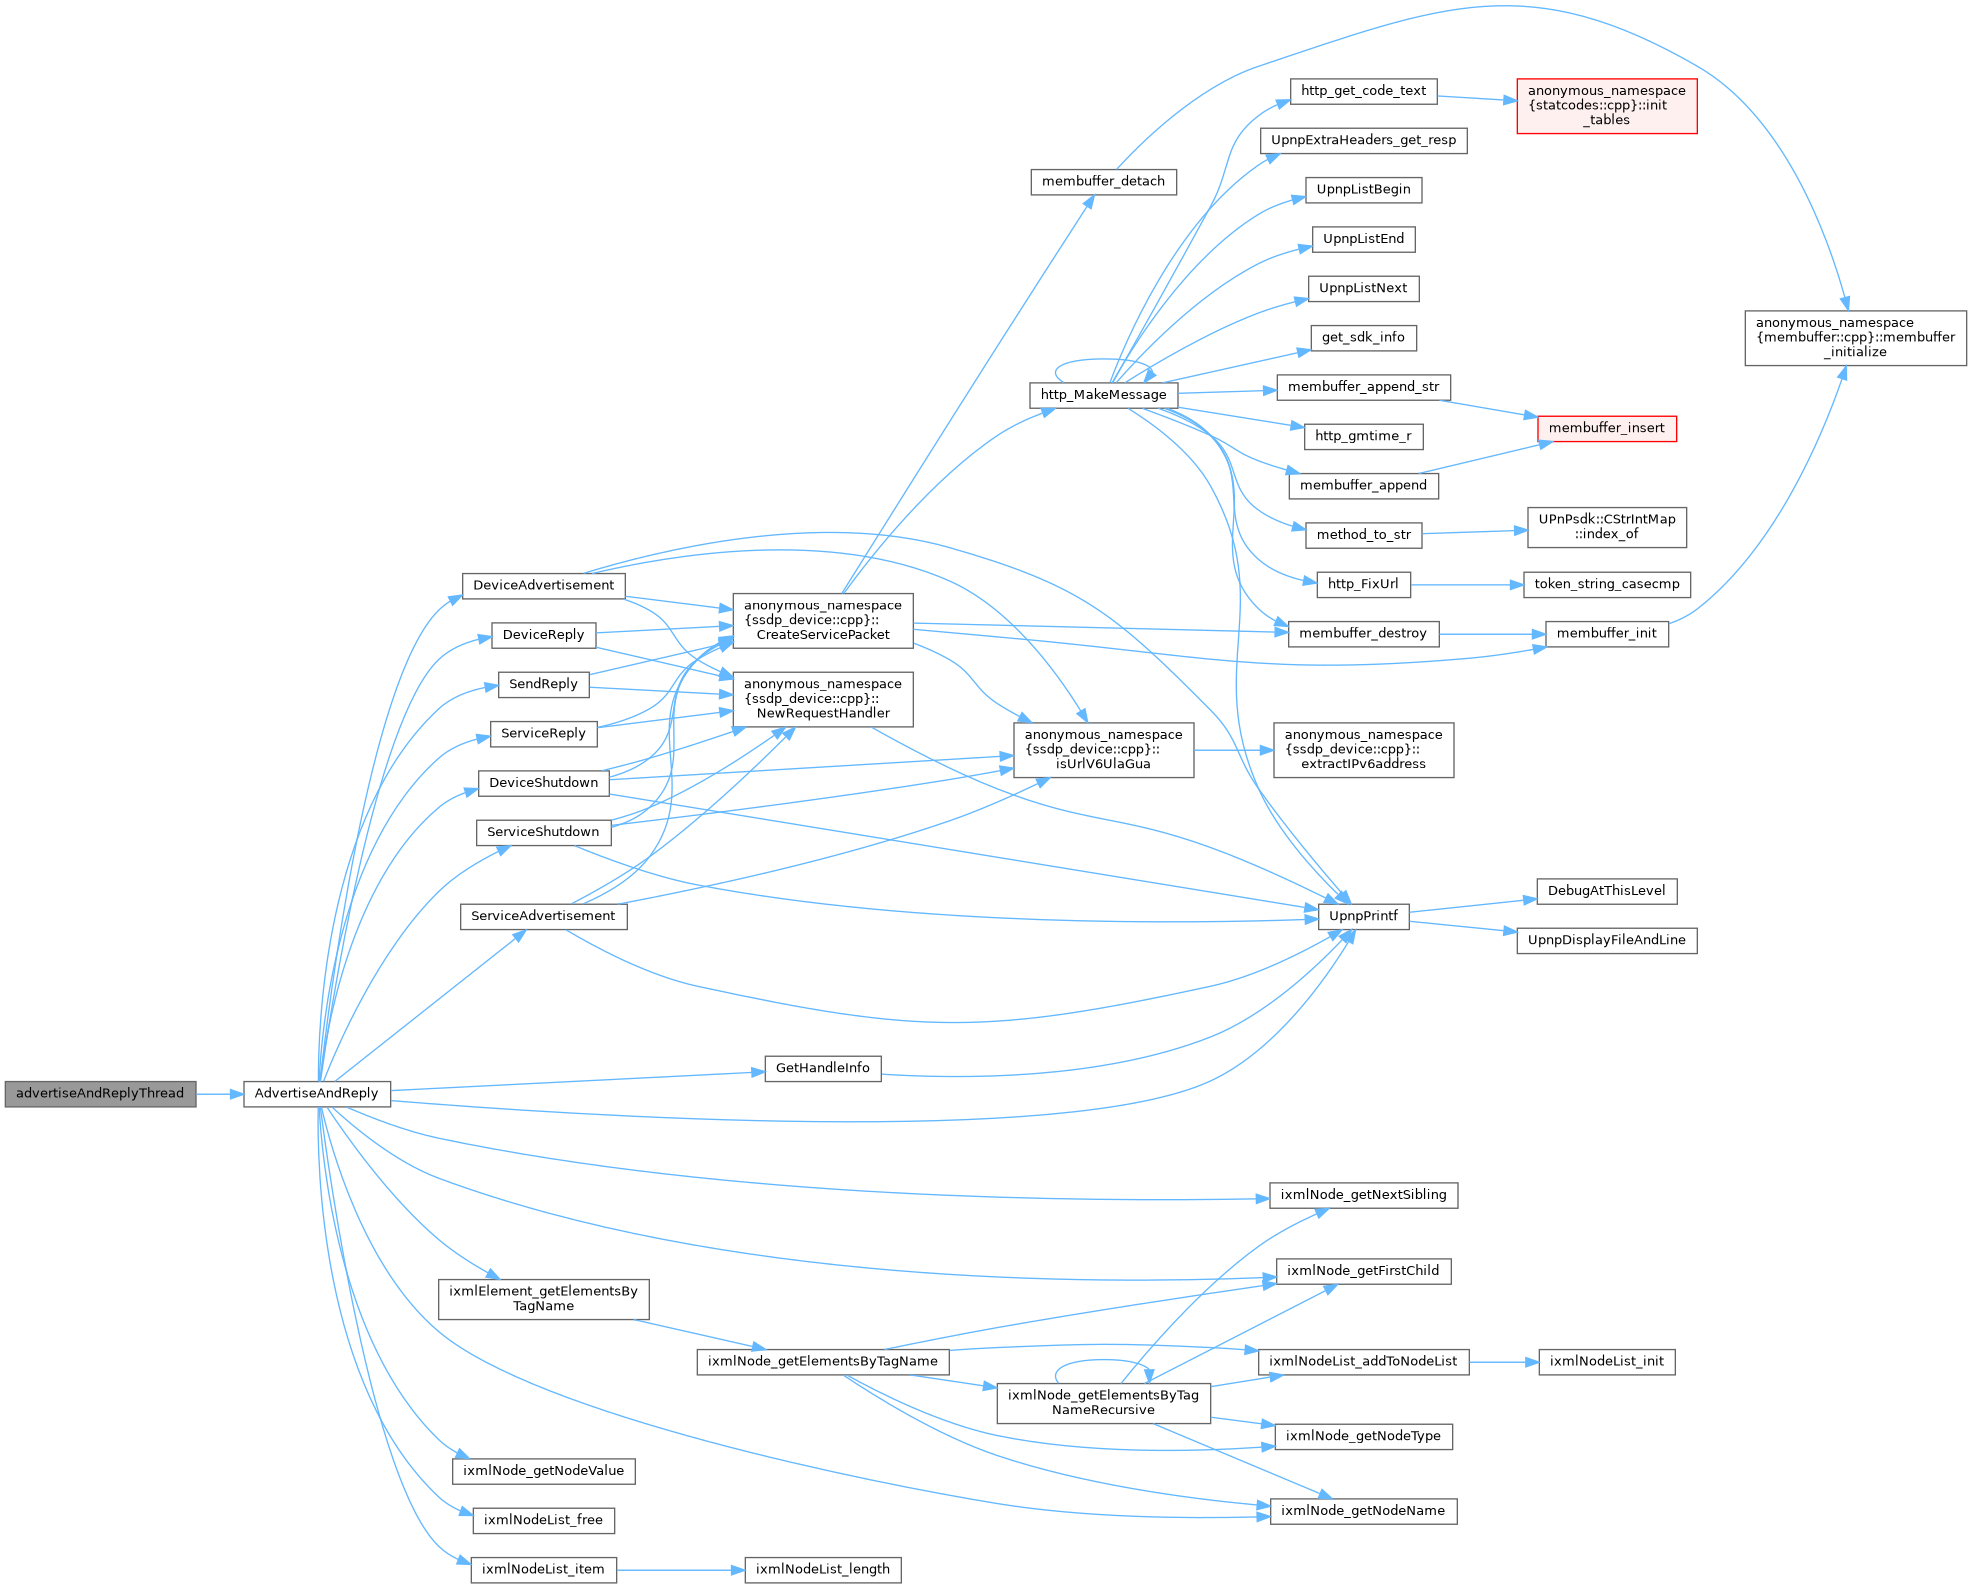 http_get_code_text
anonymous_namespace
{statcodes::cpp}::init
_tables
UpnpExtraHeaders_get_resp
membuffer_detach
UpnpListBegin
UpnpListEnd
UpnpListNext
anonymous_namespace
{membuffer::cpp}::membuffer
_initialize
get_sdk_info
http_MakeMessage
membuffer_append_str
membuffer_insert
http_gmtime_r
membuffer_append
method_to_str
UPnPsdk::CStrIntMap
::index_of
http_FixUrl
token_string_casecmp
DeviceAdvertisement
DeviceReply
anonymous_namespace
{ssdp_device::cpp}::
CreateServicePacket
membuffer_destroy
membuffer_init
SendReply
anonymous_namespace
{ssdp_device::cpp}::
NewRequestHandler
ServiceReply
anonymous_namespace
{ssdp_device::cpp}::
isUrlV6UlaGua
anonymous_namespace
{ssdp_device::cpp}::
extractIPv6address
DeviceShutdown
ServiceShutdown
ServiceAdvertisement
UpnpPrintf
DebugAtThisLevel
UpnpDisplayFileAndLine
GetHandleInfo
advertiseAndReplyThread
AdvertiseAndReply
ixmlNode_getNextSibling
ixmlNode_getFirstChild
ixmlElement_getElementsBy
TagName
ixmlNode_getElementsByTagName
ixmlNodeList_addToNodeList
ixmlNodeList_init
ixmlNode_getElementsByTag
NameRecursive
ixmlNode_getNodeType
ixmlNode_getNodeValue
ixmlNode_getNodeName
ixmlNodeList_free
ixmlNodeList_item
ixmlNodeList_length